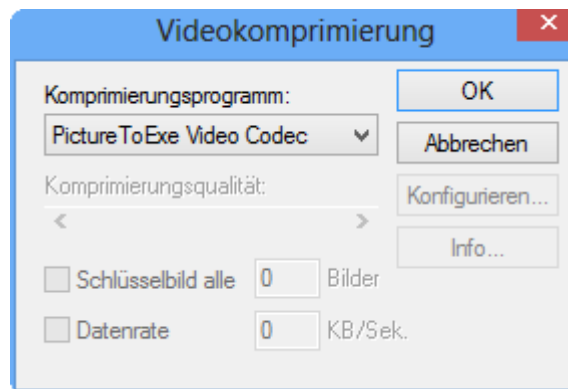 Videokomprimierung
Komprimierungsprogramm:
PictureToExe Video Codec
Komprimierungsqualität:
Schlüsselbild alle 0 Bilder
Datenrate 0 KB/Sek.
OK
Abbrechen
Konfigurieren...
Info...